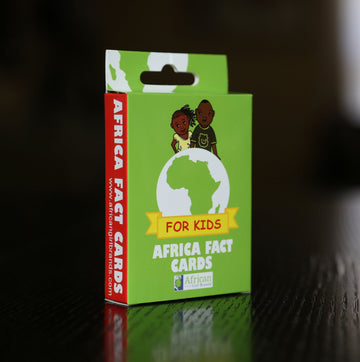 AFRICA FACT CARDS
www.africangiftbrands.com
FOR KIDS
AFRICA FACT
CARDS
African